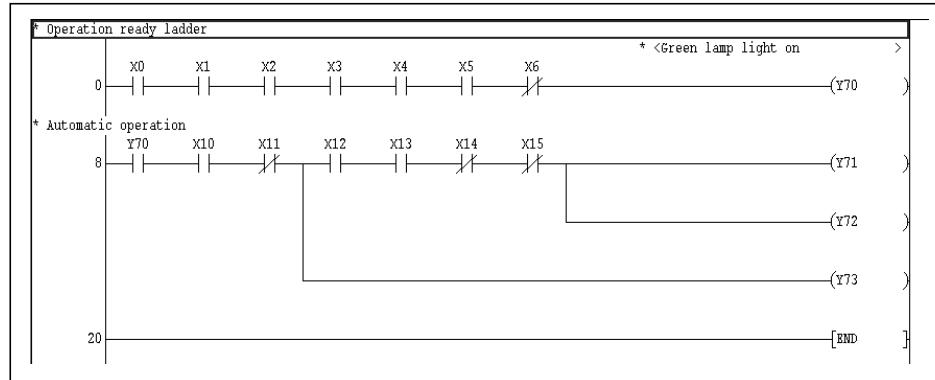 * Operation ready ladder
* <Green lamp light on >
X0 X1 X2 X3 X4 X5 X6
0 (Y70 )
* Automatic operation
Y70 X10 X11 X12 X13 X14 X15
8 (Y71 )
(Y72 )
(Y73 )
20 [END ]